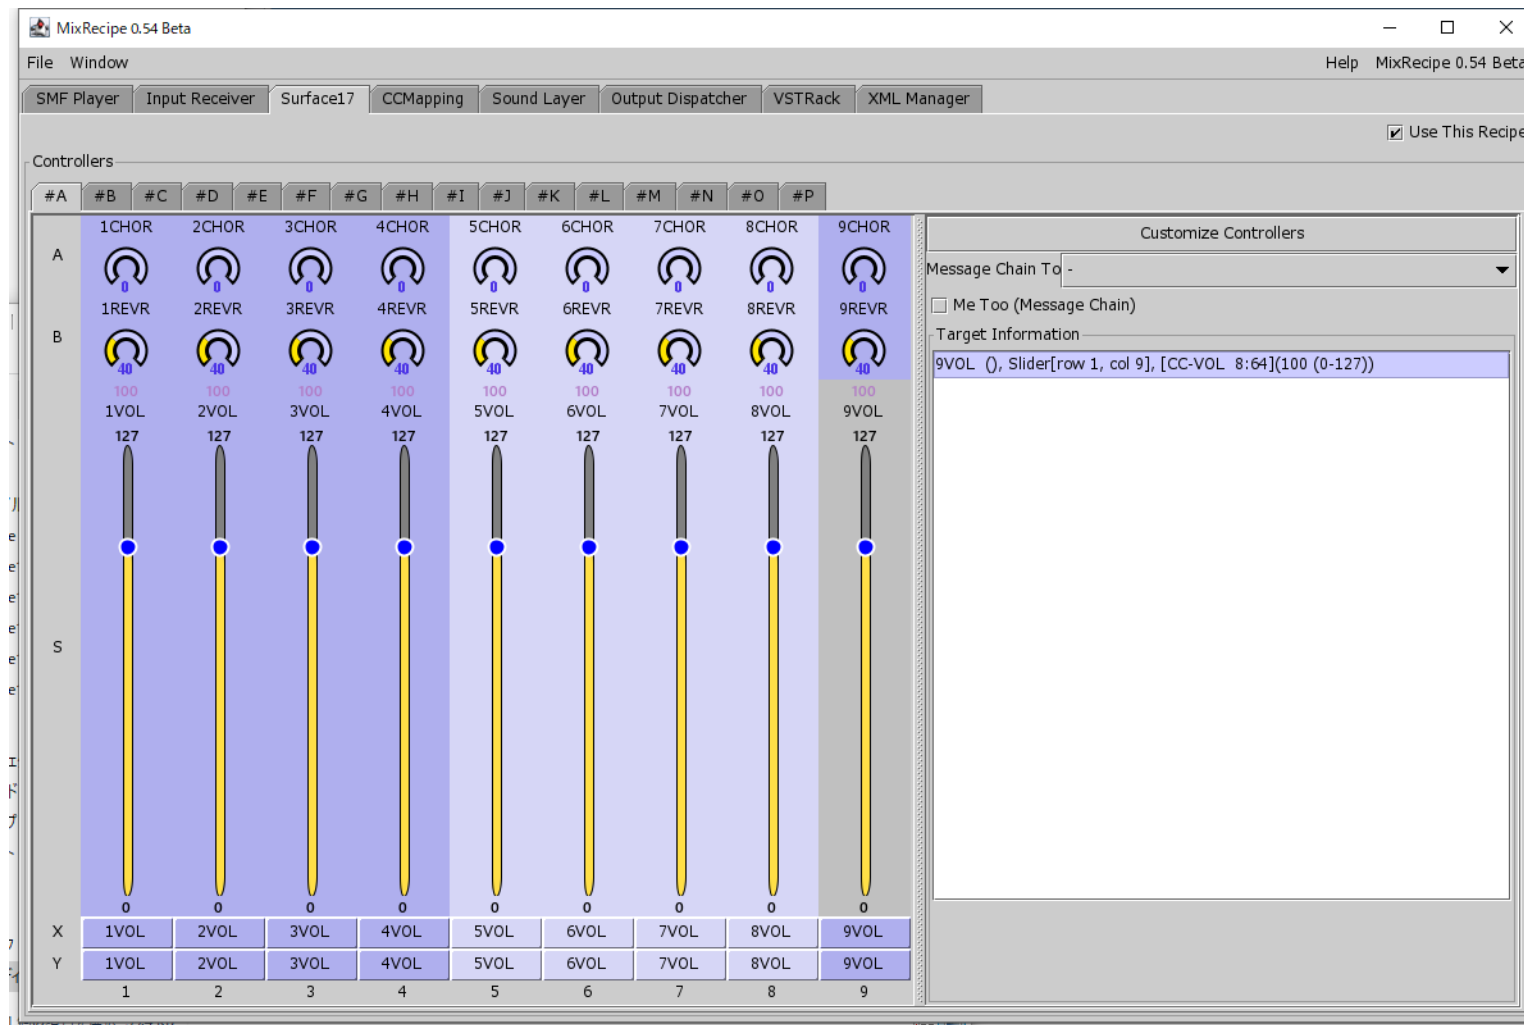 MixRecipe 0.54 Beta
File Window Help MixRecipe 0.54 Beta
SMF Player Input Receiver Surface17 CCMapping Sound Layer Output Dispatcher VSTRack XML Manager
Use This Recipe
Controllers
#A #B #C #D #E #F #G #H #I #J #K #L #M #N #O #P
1CHOR 2CHOR 3CHOR 4CHOR 5CHOR 6CHOR 7CHOR 8CHOR 9CHOR
A
0 0 0 0 0 0 0 0 0
1REVR 2REVR 3REVR 4REVR 5REVR 6REVR 7REVR 8REVR 9REVR
B
40 40 40 40 40 40 40 40 40
100 100 100 100 100 100 100 100 100
1VOL 2VOL 3VOL 4VOL 5VOL 6VOL 7VOL 8VOL 9VOL
127 127 127 127 127 127 127 127 127
S
0 0 0 0 0 0 0 0 0
X 1VOL 2VOL 3VOL 4VOL 5VOL 6VOL 7VOL 8VOL 9VOL
Y 1VOL 2VOL 3VOL 4VOL 5VOL 6VOL 7VOL 8VOL 9VOL
1 2 3 4 5 6 7 8 9
Customize Controllers
Message Chain To -
Me Too (Message Chain)
Target Information
9VOL (), Slider[row 1, col 9], [CC-VOL 8:64](100 (0-127))